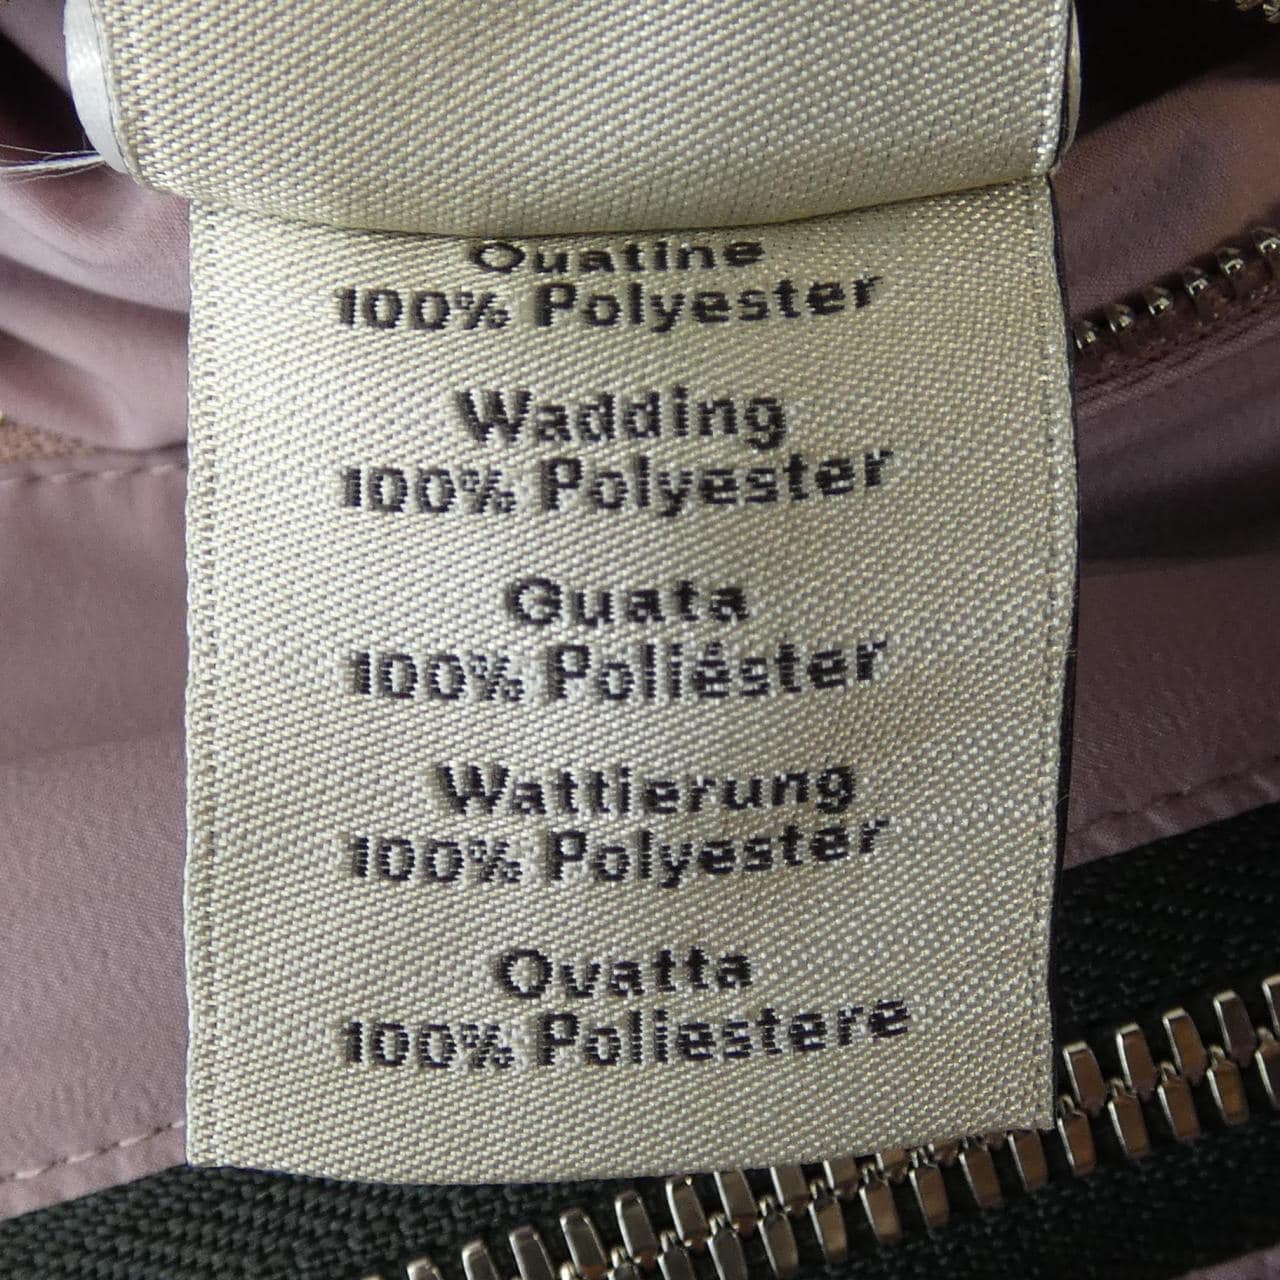 Ouatine
100% Polyester
Wadding
100% Polyester
Guata
100% Poliéster
Wattierung
100% Polyester
Ovatta
100% Poliestere